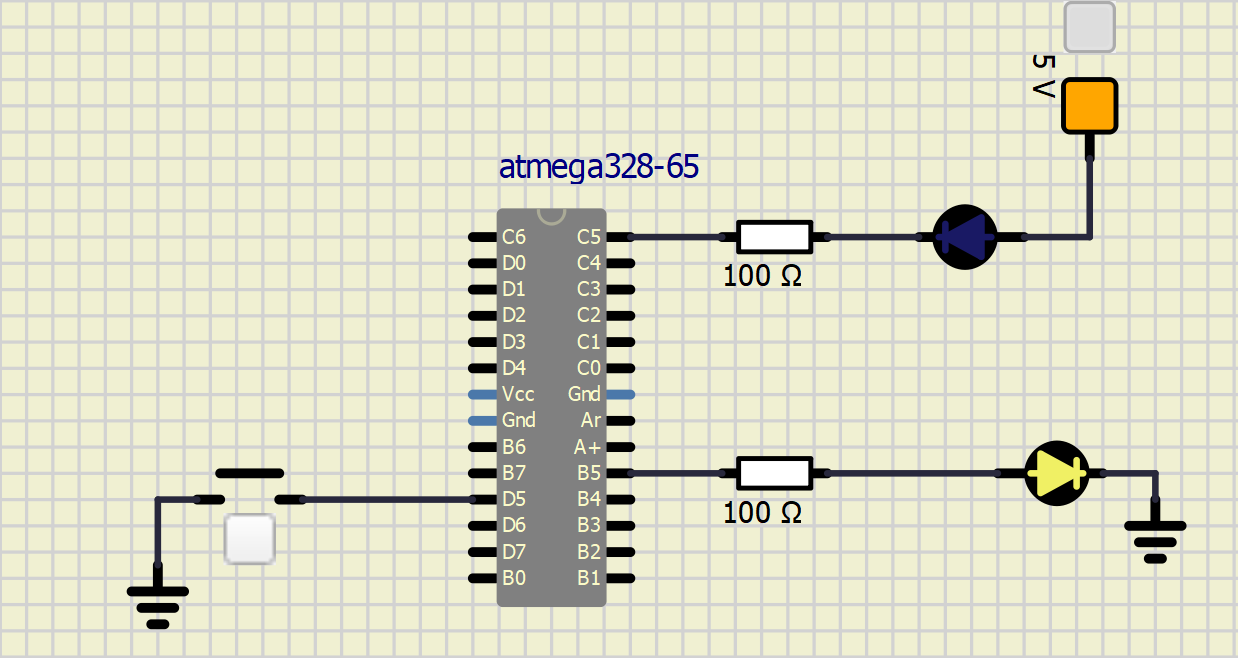 5 V
atmega328-65
C6 C5
D0 C4
D1 C3
D2 C2
D3 C1
D4 C0
Vcc Gnd
Gnd Ar
B6 A+
B7 B5
D5 B4
D6 B3
D7 B2
B0 B1
100 Ω
100 Ω